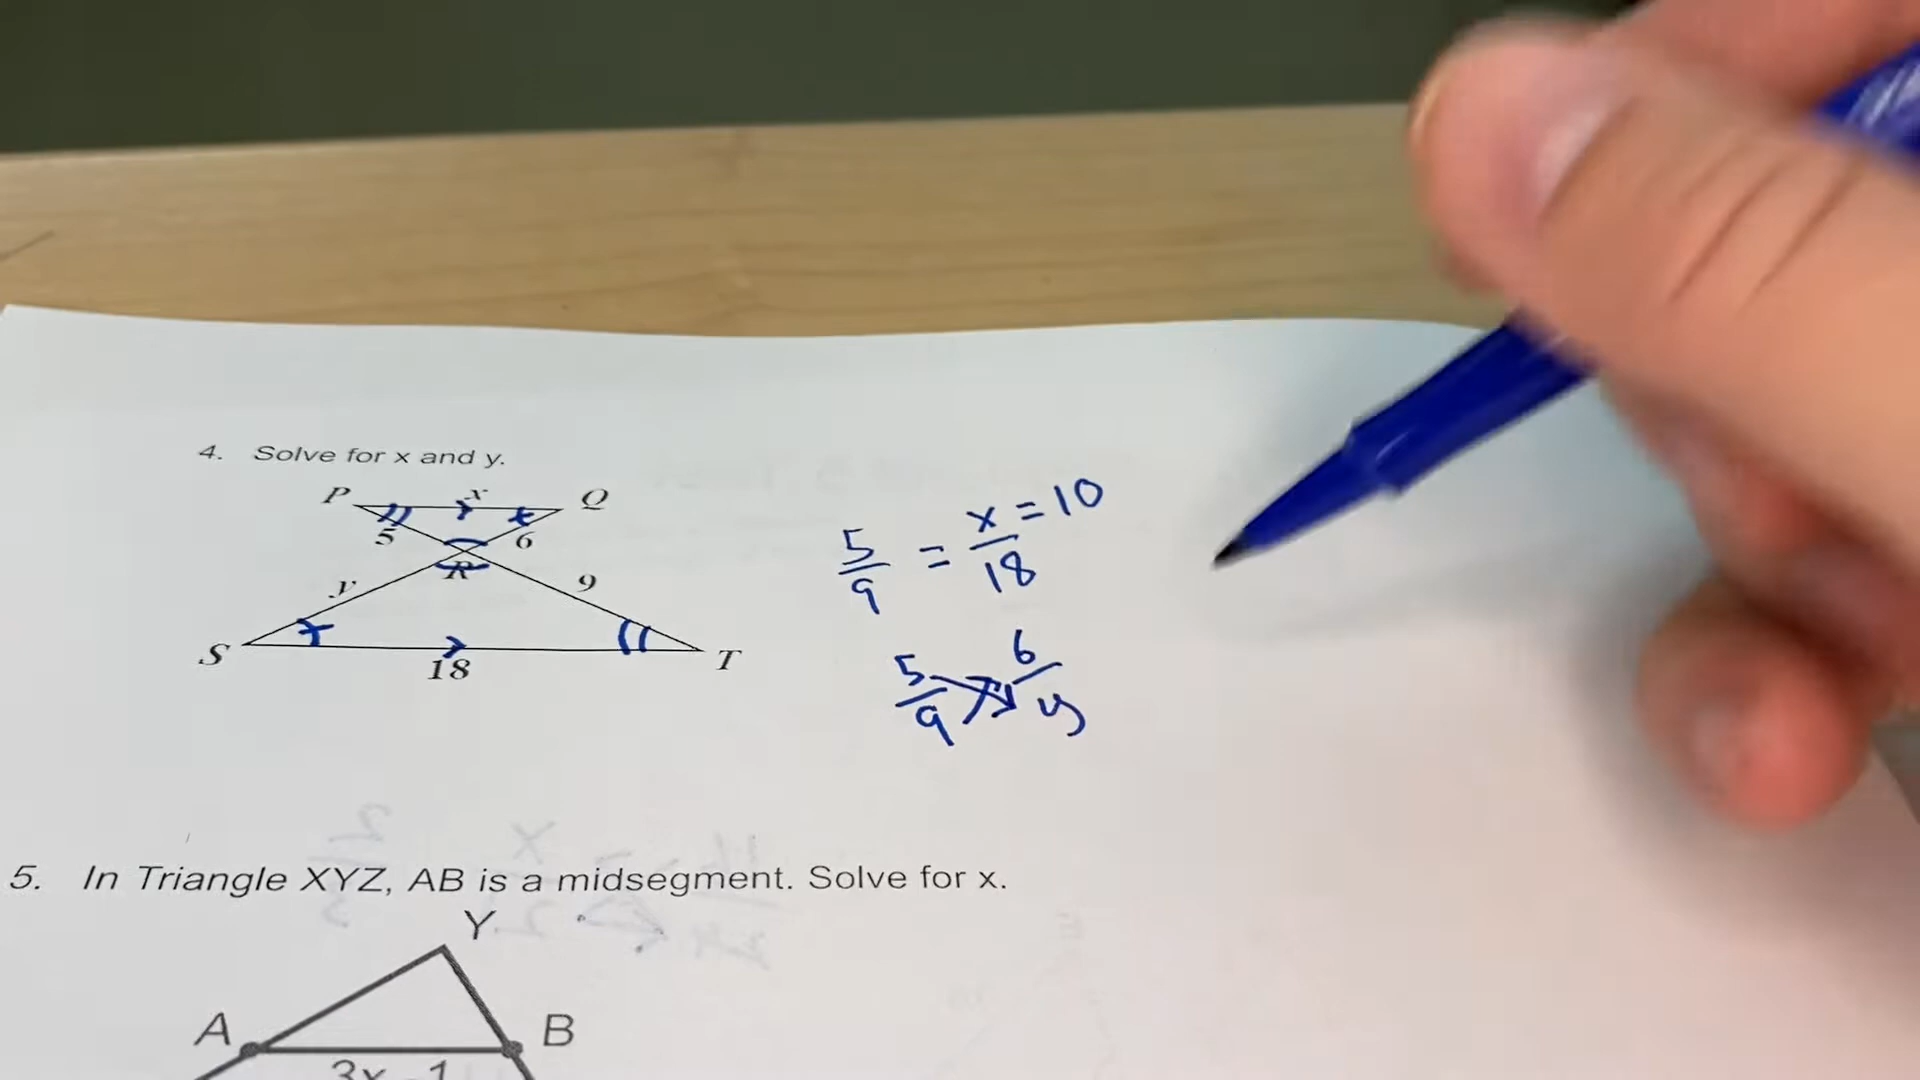 4. Solve for x and y.
P x Q
5 6
R
y 9
S 18 T
5/9 = x/18 = 10
5/9 6/y
5. In Triangle XYZ, AB is a midsegment. Solve for x.
Y
A B